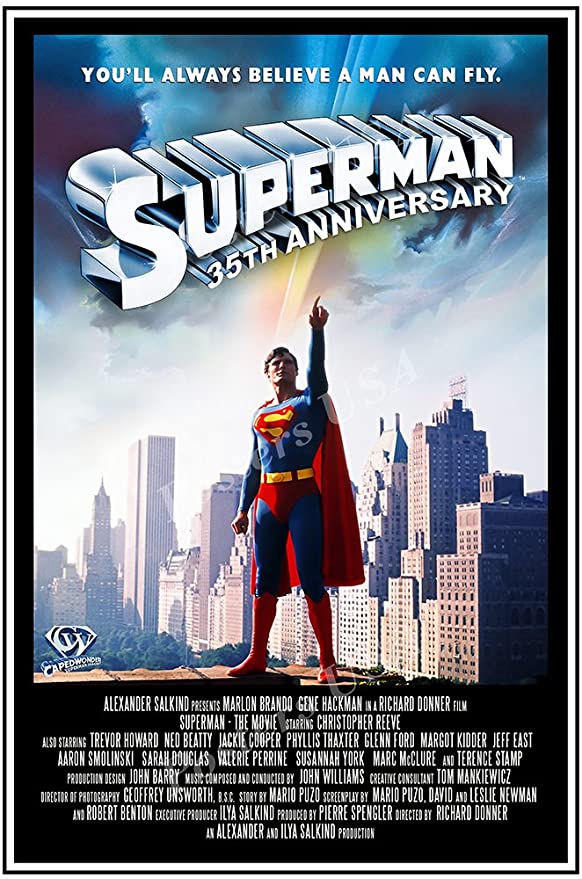 YOU'LL ALWAYS BELIEVE A MAN CAN FLY.
SUPERMAN™
35TH ANNIVERSARY
Posters USA
CAPEDWONDER
SUPERMAN IMAGERY
ALEXANDER SALKIND PRESENTS MARLON BRANDO GENE HACKMAN IN A RICHARD DONNER FILM
SUPERMAN - THE MOVIE STARRING CHRISTOPHER REEVE
ALSO STARRING TREVOR HOWARD NED BEATTY JACKIE COOPER PHYLLIS THAXTER GLENN FORD MARGOT KIDDER JEFF EAST
AARON SMOLINSKI SARAH DOUGLAS VALERIE PERRINE SUSANNAH YORK MARC McCLURE AND TERENCE STAMP
PRODUCTION DESIGN JOHN BARRY MUSIC COMPOSED AND CONDUCTED BY JOHN WILLIAMS CREATIVE CONSULTANT TOM MANKIEWICZ
DIRECTOR OF PHOTOGRAPHY GEOFFREY UNSWORTH, B.S.C. STORY BY MARIO PUZO SCREENPLAY BY MARIO PUZO, DAVID AND LESLIE NEWMAN
AND ROBERT BENTON EXECUTIVE PRODUCER ILYA SALKIND PRODUCED BY PIERRE SPENGLER DIRECTED BY RICHARD DONNER
AN ALEXANDER AND ILYA SALKIND PRODUCTION